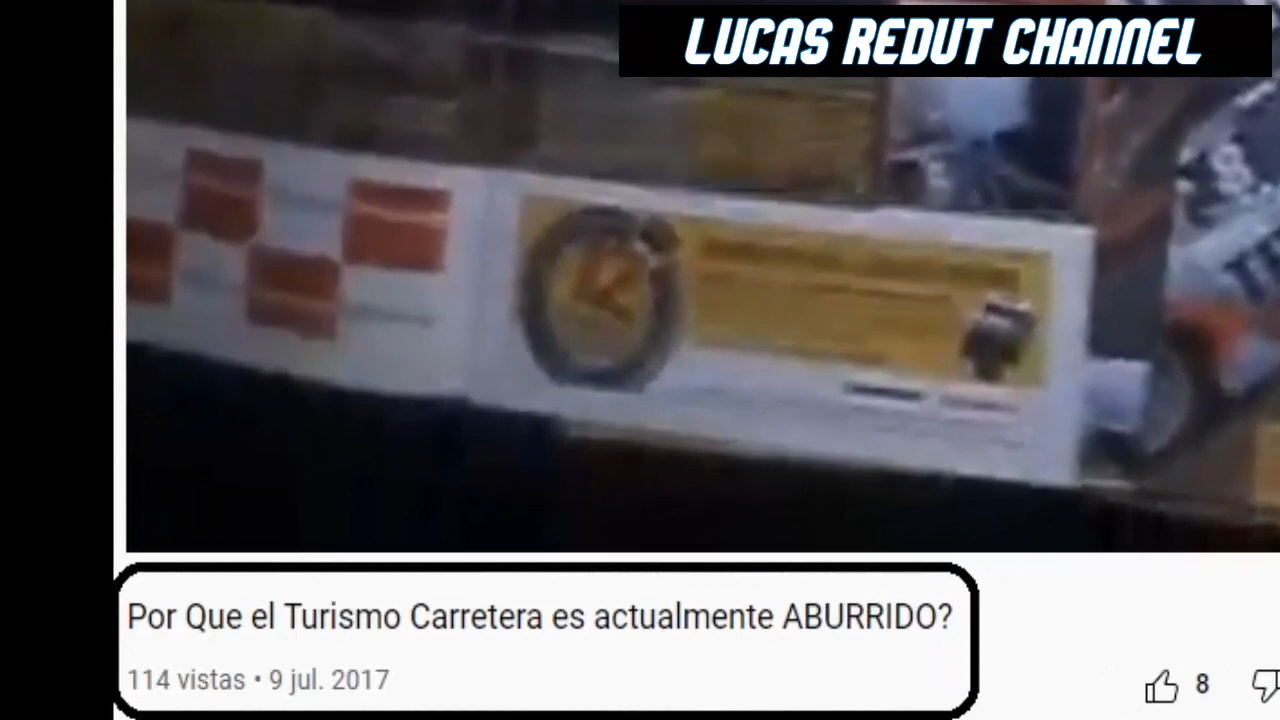 LUCAS REDUT CHANNEL
Por Que el Turismo Carretera es actualmente ABURRIDO?
114 vistas • 9 jul. 2017
8